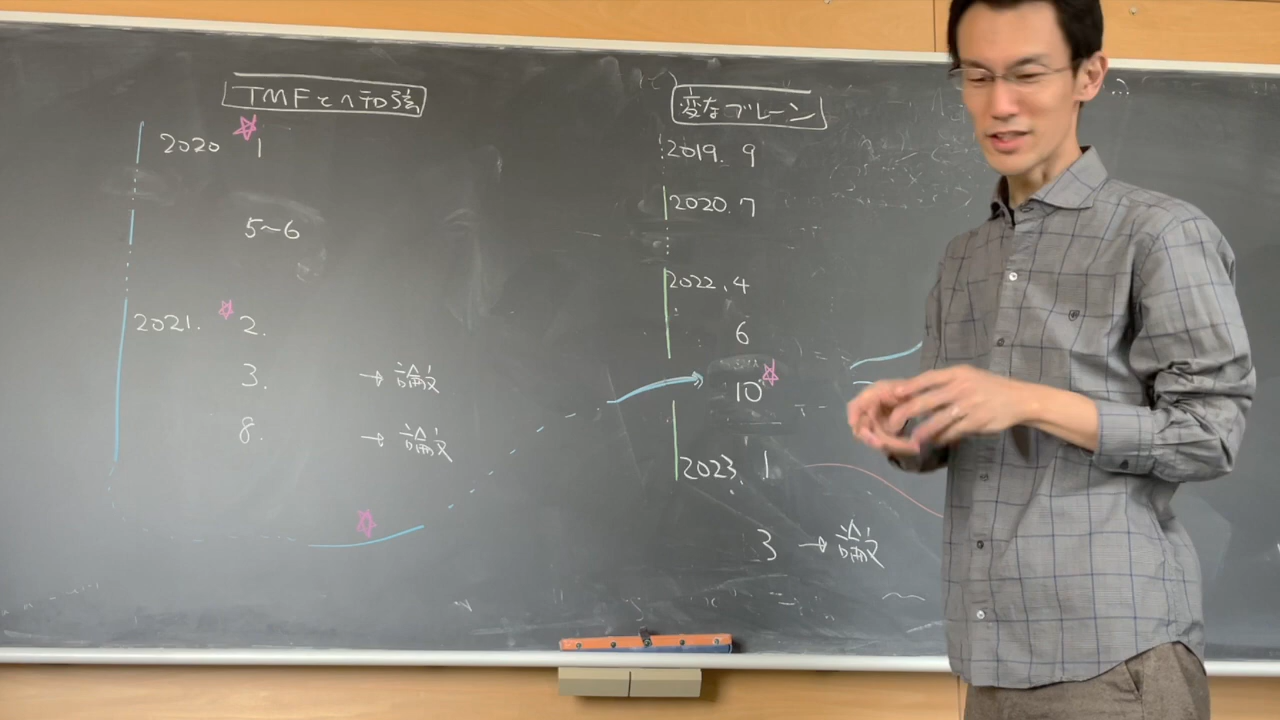 TMFとヘテロ弦
2020 1
5~6
2021. 2.
3. → 論文
8. → 論文
変なブレーン
2019. 9
2020. 7
2022. 4
6
10
2023. 1
3 → 論文